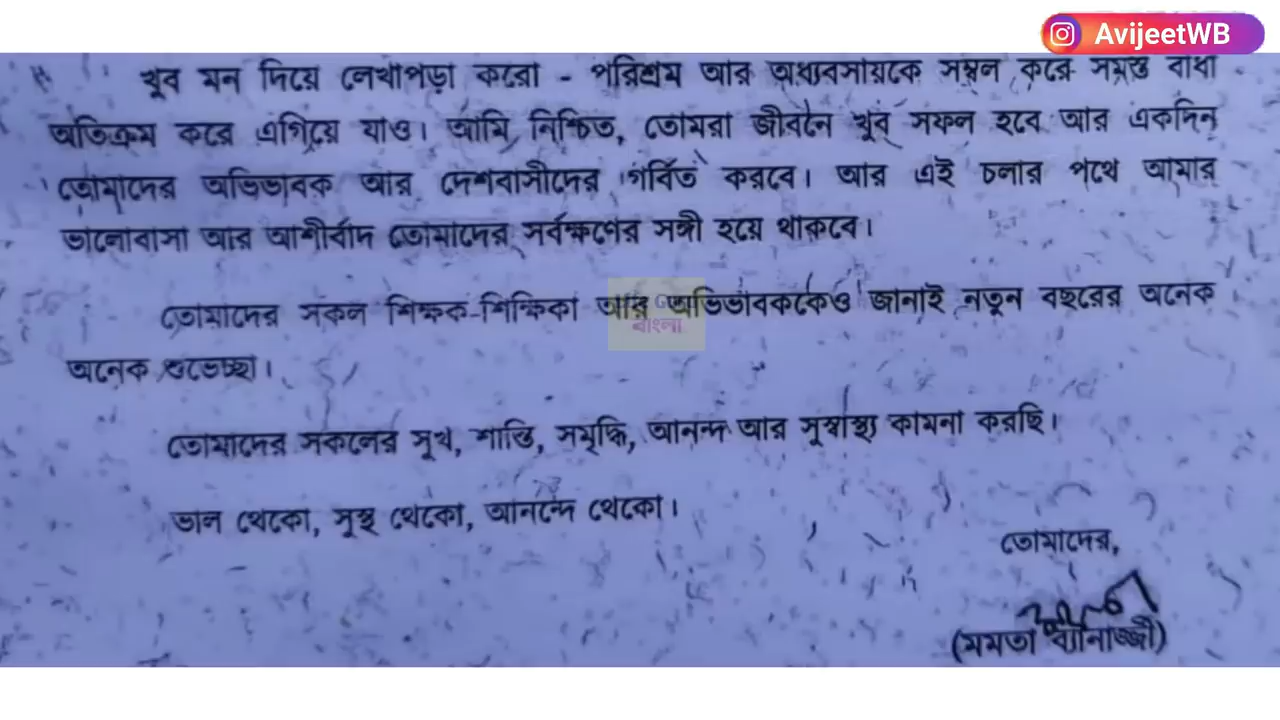 AvijeetWB
খুব মন দিয়ে লেখাপড়া করো - পরিশ্রম আর অধ্যবসায়কে সম্বল করে সমস্ত বাধা
অতিক্রম করে এগিয়ে যাও। আমি নিশ্চিত, তোমরা জীবনে খুব সফল হবে আর একদিন
তোমাদের অভিভাবক আর দেশবাসীদের গর্বিত করবে। আর এই চলার পথে আমার
ভালোবাসা আর আশীর্বাদ তোমাদের সর্বক্ষণের সঙ্গী হয়ে থাকবে।
তোমাদের সকল শিক্ষক-শিক্ষিকা আর অভিভাবককেও জানাই নতুন বছরের অনেক
বাংলা
অনেক শুভেচ্ছা।
তোমাদের সকলের সুখ, শান্তি, সমৃদ্ধি, আনন্দ আর সুস্বাস্থ্য কামনা করছি।
ভাল থেকো, সুস্থ থেকো, আনন্দে থেকো।
তোমাদের,
(মমতা ব্যানার্জ্জী)